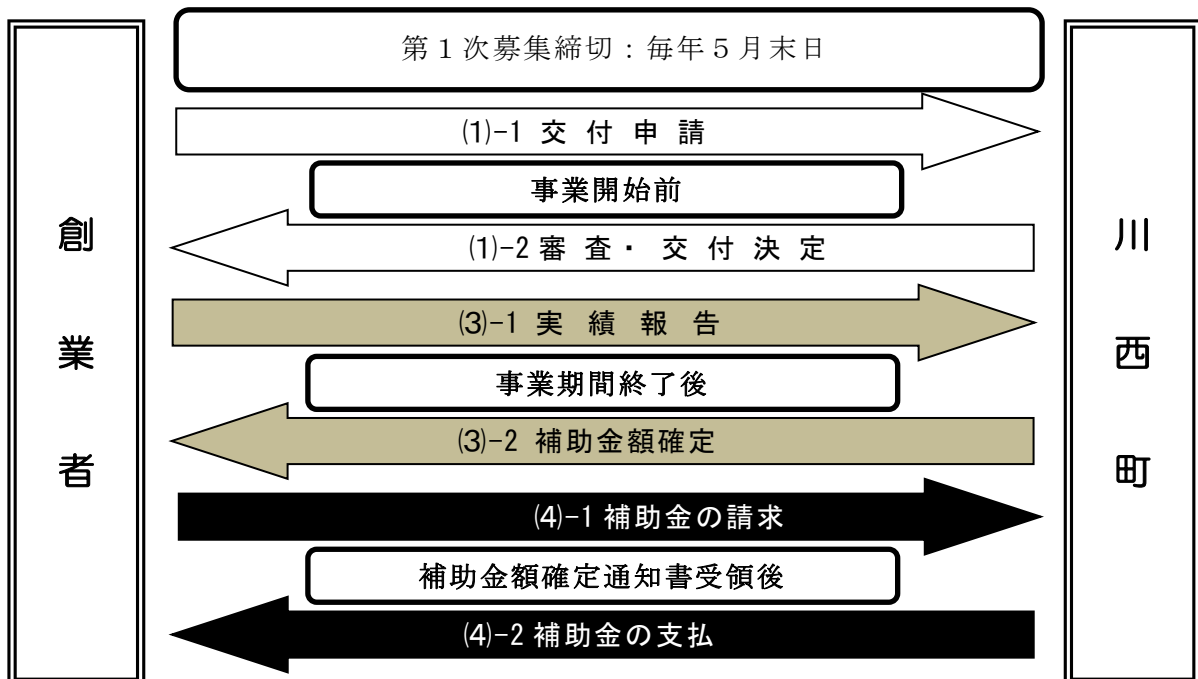 第１次募集締切：毎年５月末日
⑴-1 交 付 申 請
事業開始前
⑴-2 審 査・ 交 付 決 定
⑶-1 実 績 報 告
事業期間終了後
⑶-2 補助金額確定
⑷-1 補助金の請求
補助金額確定通知書受領後
⑷-2 補助金の支払
創業者
川西町